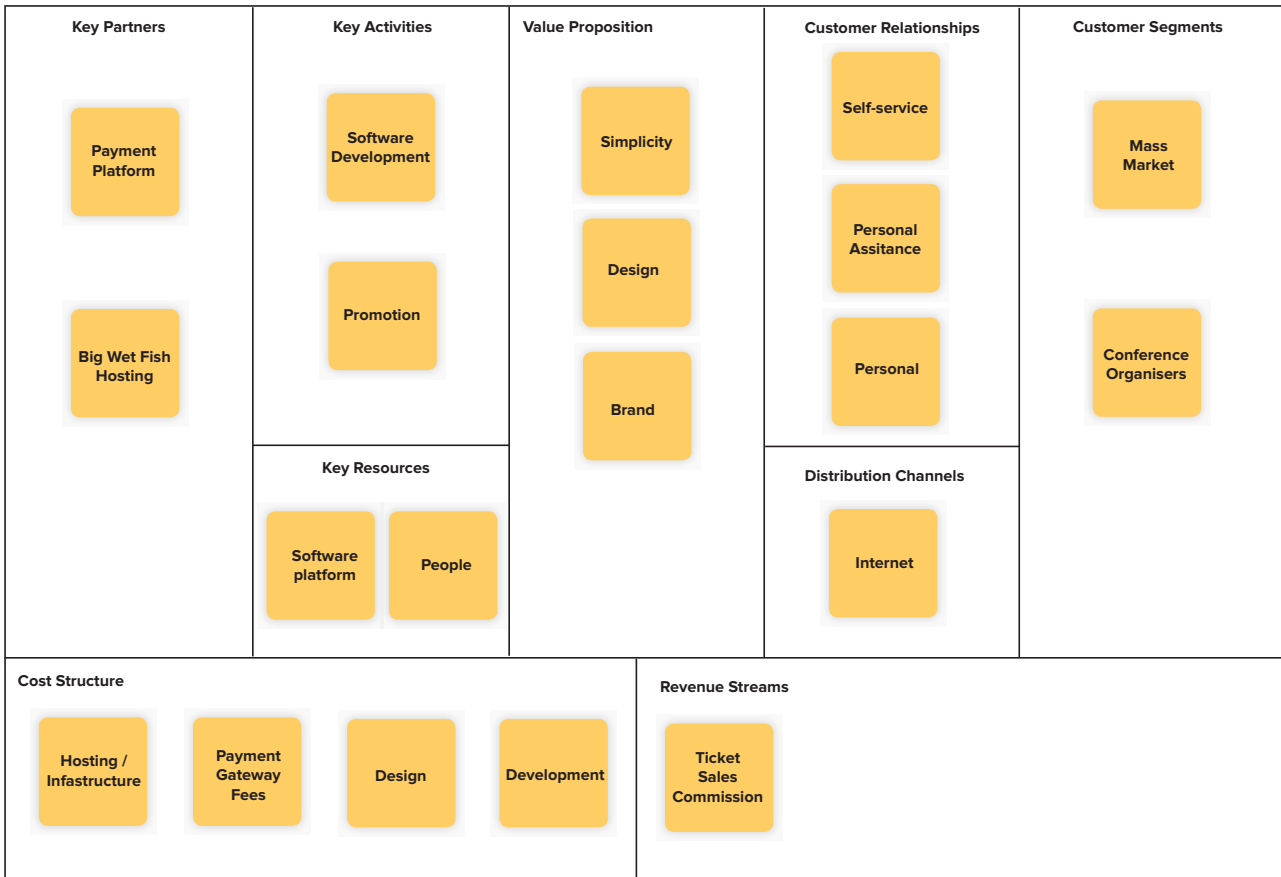 Key Partners
Payment
Platform
Big Wet Fish
Hosting
Key Activities
Software
Development
Promotion
Key Resources
Software
platform
People
Value Proposition
Simplicity
Design
Brand
Customer Relationships
Self-service
Personal
Assitance
Personal
Distribution Channels
Internet
Customer Segments
Mass
Market
Conference
Organisers
Cost Structure
Hosting /
Infastructure
Payment
Gateway
Fees
Design
Development
Revenue Streams
Ticket
Sales
Commission